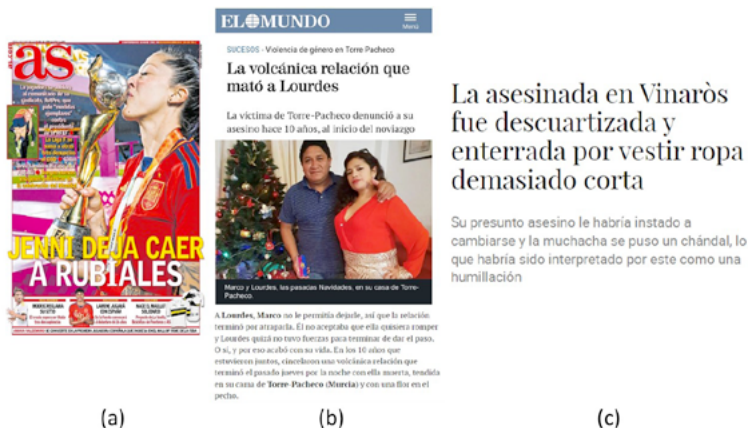 as
as.com
JENNI DEJA CAER
A RUBIALES
(a)
EL MUNDO
Menú
SUCESOS - Violencia de género en Torre Pacheco
La volcánica relación que
mató a Lourdes
La víctima de Torre-Pacheco denunció a su
asesino hace 10 años, al inicio del noviazgo
Marco y Lourdes, las pasadas Navidades, en su casa de Torre-
Pacheco.
A Lourdes, Marco no le permitía dejarle, así que la relación
terminó por atraparla. Él no aceptaba que ella quisiera romper
y Lourdes quizá no tuvo fuerzas para terminar de dar el paso.
O sí, y por eso acabó con su vida. En los 10 años que
estuvieron juntos, cincelaron una volcánica relación que
terminó el pasado jueves por la noche con ella muerta, tendida
en su cama de Torre-Pacheco (Murcia) y con una flor en el
pecho.
(b)
La asesinada en Vinaròs
fue descuartizada y
enterrada por vestir ropa
demasiado corta
Su presunto asesino le habría instado a
cambiarse y la muchacha se puso un chándal, lo
que habría sido interpretado por este como una
humillación
(c)